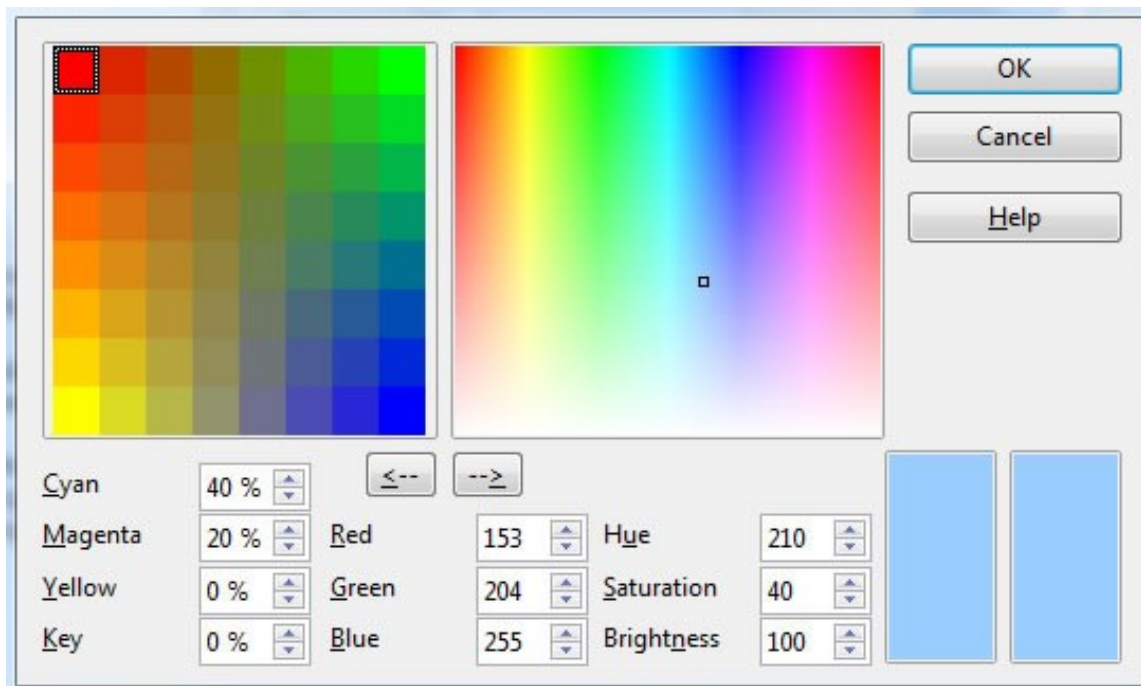 OK
Cancel
Help
<-- -->
Cyan 40 %
Magenta 20 % Red 153 Hue 210
Yellow 0 % Green 204 Saturation 40
Key 0 % Blue 255 Brightness 100